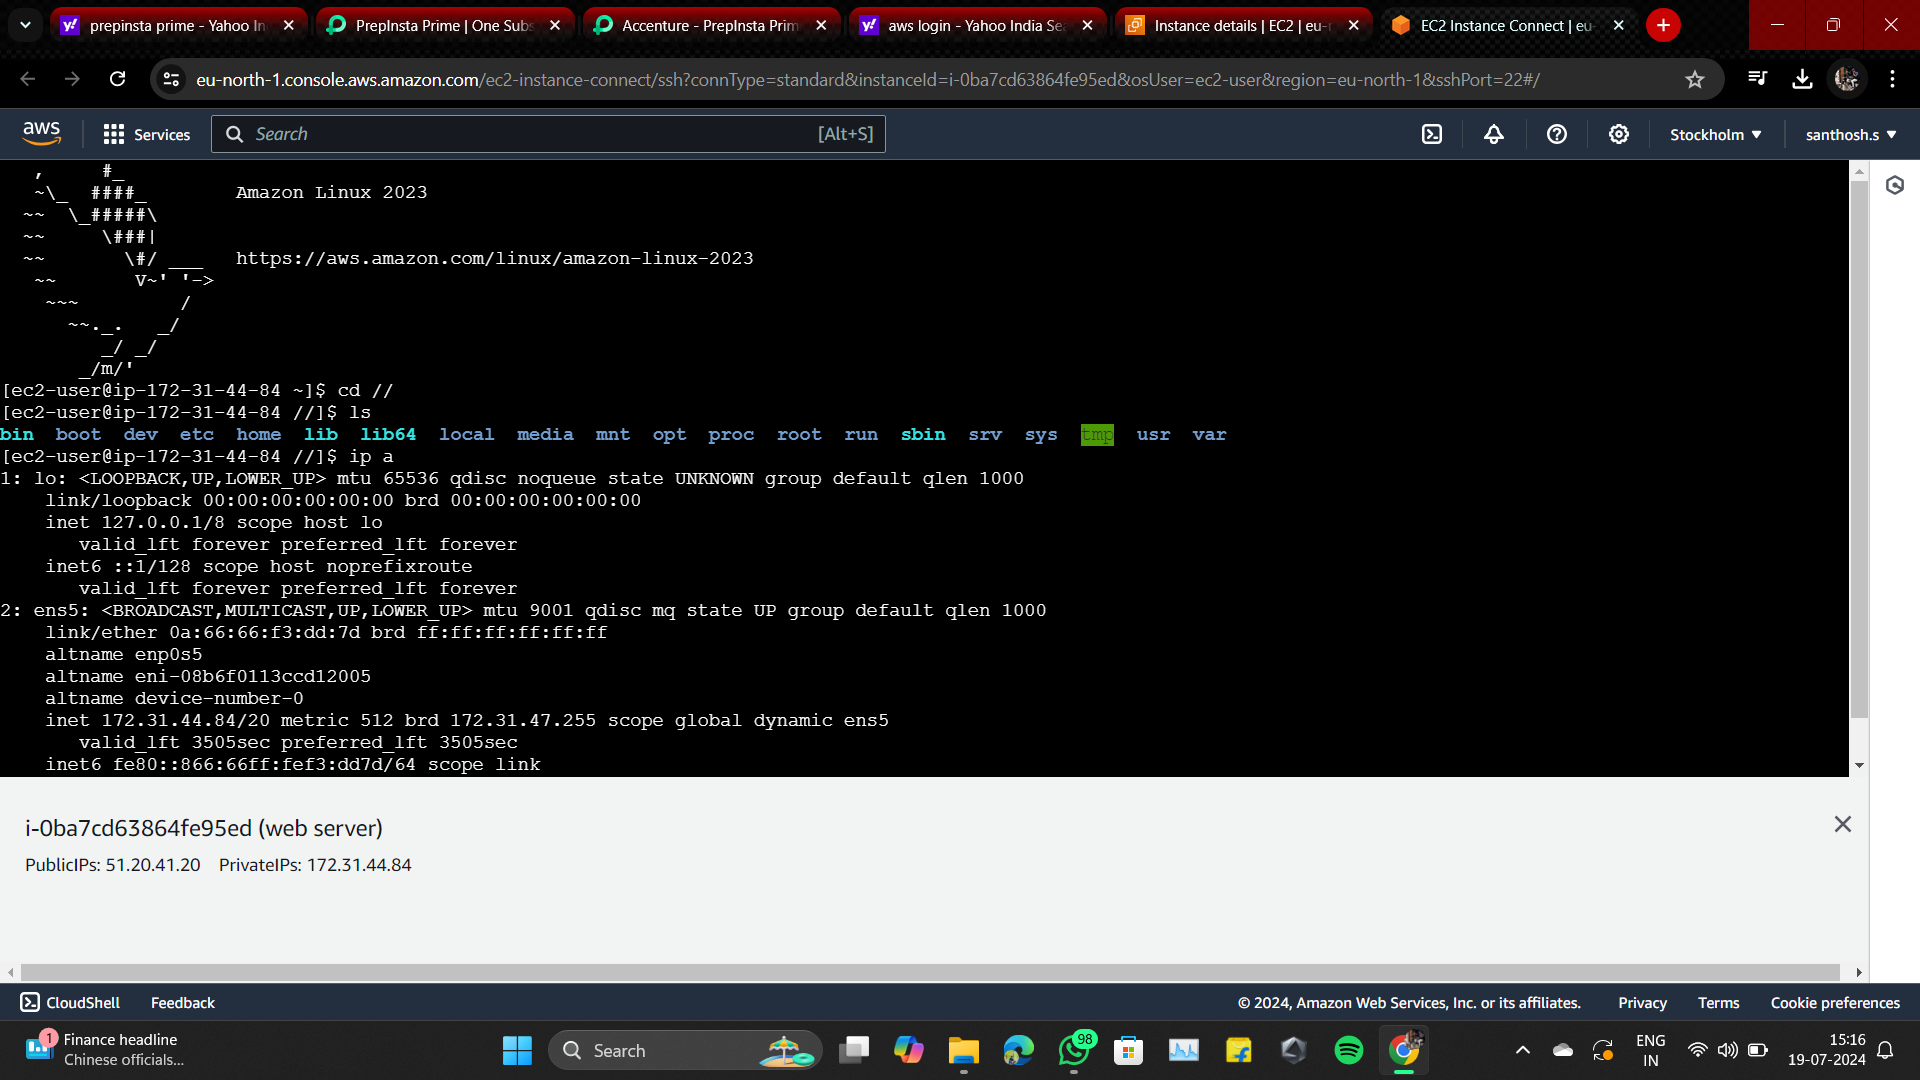 prepinsta prime - Yahoo In
PrepInsta Prime | One Subs
Accenture - PrepInsta Prim
aws login - Yahoo India Sea
Instance details | EC2 | eu-n
EC2 Instance Connect | eu-
eu-north-1.console.aws.amazon.com/ec2-instance-connect/ssh?connType=standard&instanceId=i-0ba7cd63864fe95ed&osUser=ec2-user&region=eu-north-1&sshPort=22#/
aws
Services
Search
[Alt+S]
Stockholm
santhosh.s
   ,     #_
   ~\_  ####_        Amazon Linux 2023
  ~~  \_#####\
  ~~     \###|
  ~~       \#/ ___   https://aws.amazon.com/linux/amazon-linux-2023
   ~~       V~' '->
    ~~~         /
      ~~._.   _/
         _/ _/
       _/m/'
[ec2-user@ip-172-31-44-84 ~]$ cd //
[ec2-user@ip-172-31-44-84 //]$ ls
bin  boot  dev  etc  home  lib  lib64  local  media  mnt  opt  proc  root  run  sbin  srv  sys  tmp  usr  var
[ec2-user@ip-172-31-44-84 //]$ ip a
1: lo: <LOOPBACK,UP,LOWER_UP> mtu 65536 qdisc noqueue state UNKNOWN group default qlen 1000
    link/loopback 00:00:00:00:00:00 brd 00:00:00:00:00:00
    inet 127.0.0.1/8 scope host lo
       valid_lft forever preferred_lft forever
    inet6 ::1/128 scope host noprefixroute
       valid_lft forever preferred_lft forever
2: ens5: <BROADCAST,MULTICAST,UP,LOWER_UP> mtu 9001 qdisc mq state UP group default qlen 1000
    link/ether 0a:66:66:f3:dd:7d brd ff:ff:ff:ff:ff:ff
    altname enp0s5
    altname eni-08b6f0113ccd12005
    altname device-number-0
    inet 172.31.44.84/20 metric 512 brd 172.31.47.255 scope global dynamic ens5
       valid_lft 3505sec preferred_lft 3505sec
    inet6 fe80::866:66ff:fef3:dd7d/64 scope link
i-0ba7cd63864fe95ed (web server)
PublicIPs: 51.20.41.20   PrivateIPs: 172.31.44.84
CloudShell
Feedback
© 2024, Amazon Web Services, Inc. or its affiliates.
Privacy
Terms
Cookie preferences
1
Finance headline
Chinese officials...
Search
98
ENG
IN
15:16
19-07-2024